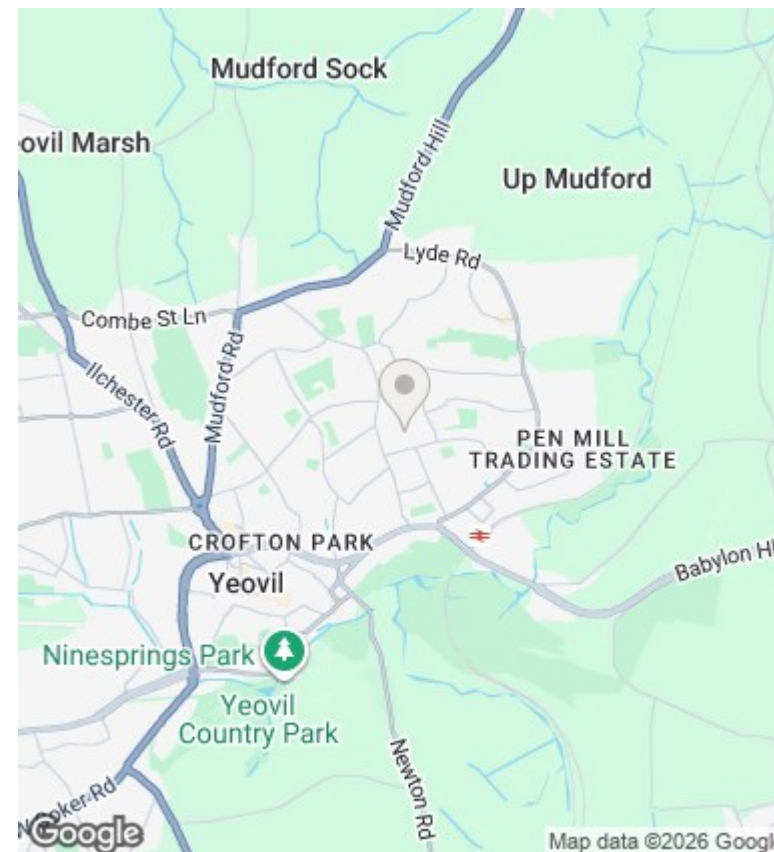 Mudford Sock
ovil Marsh
Mudford Hill
Up Mudford
Lyde Rd
Combe St Ln
Ilchester Rd
Mudford Rd
PEN MILL
TRADING ESTATE
CROFTON PARK
Yeovil
Babylon Hi
Ninesprings Park
Yeovil
Country Park
Newton Rd
Coker Rd
Google
Map data ©2026 Googl